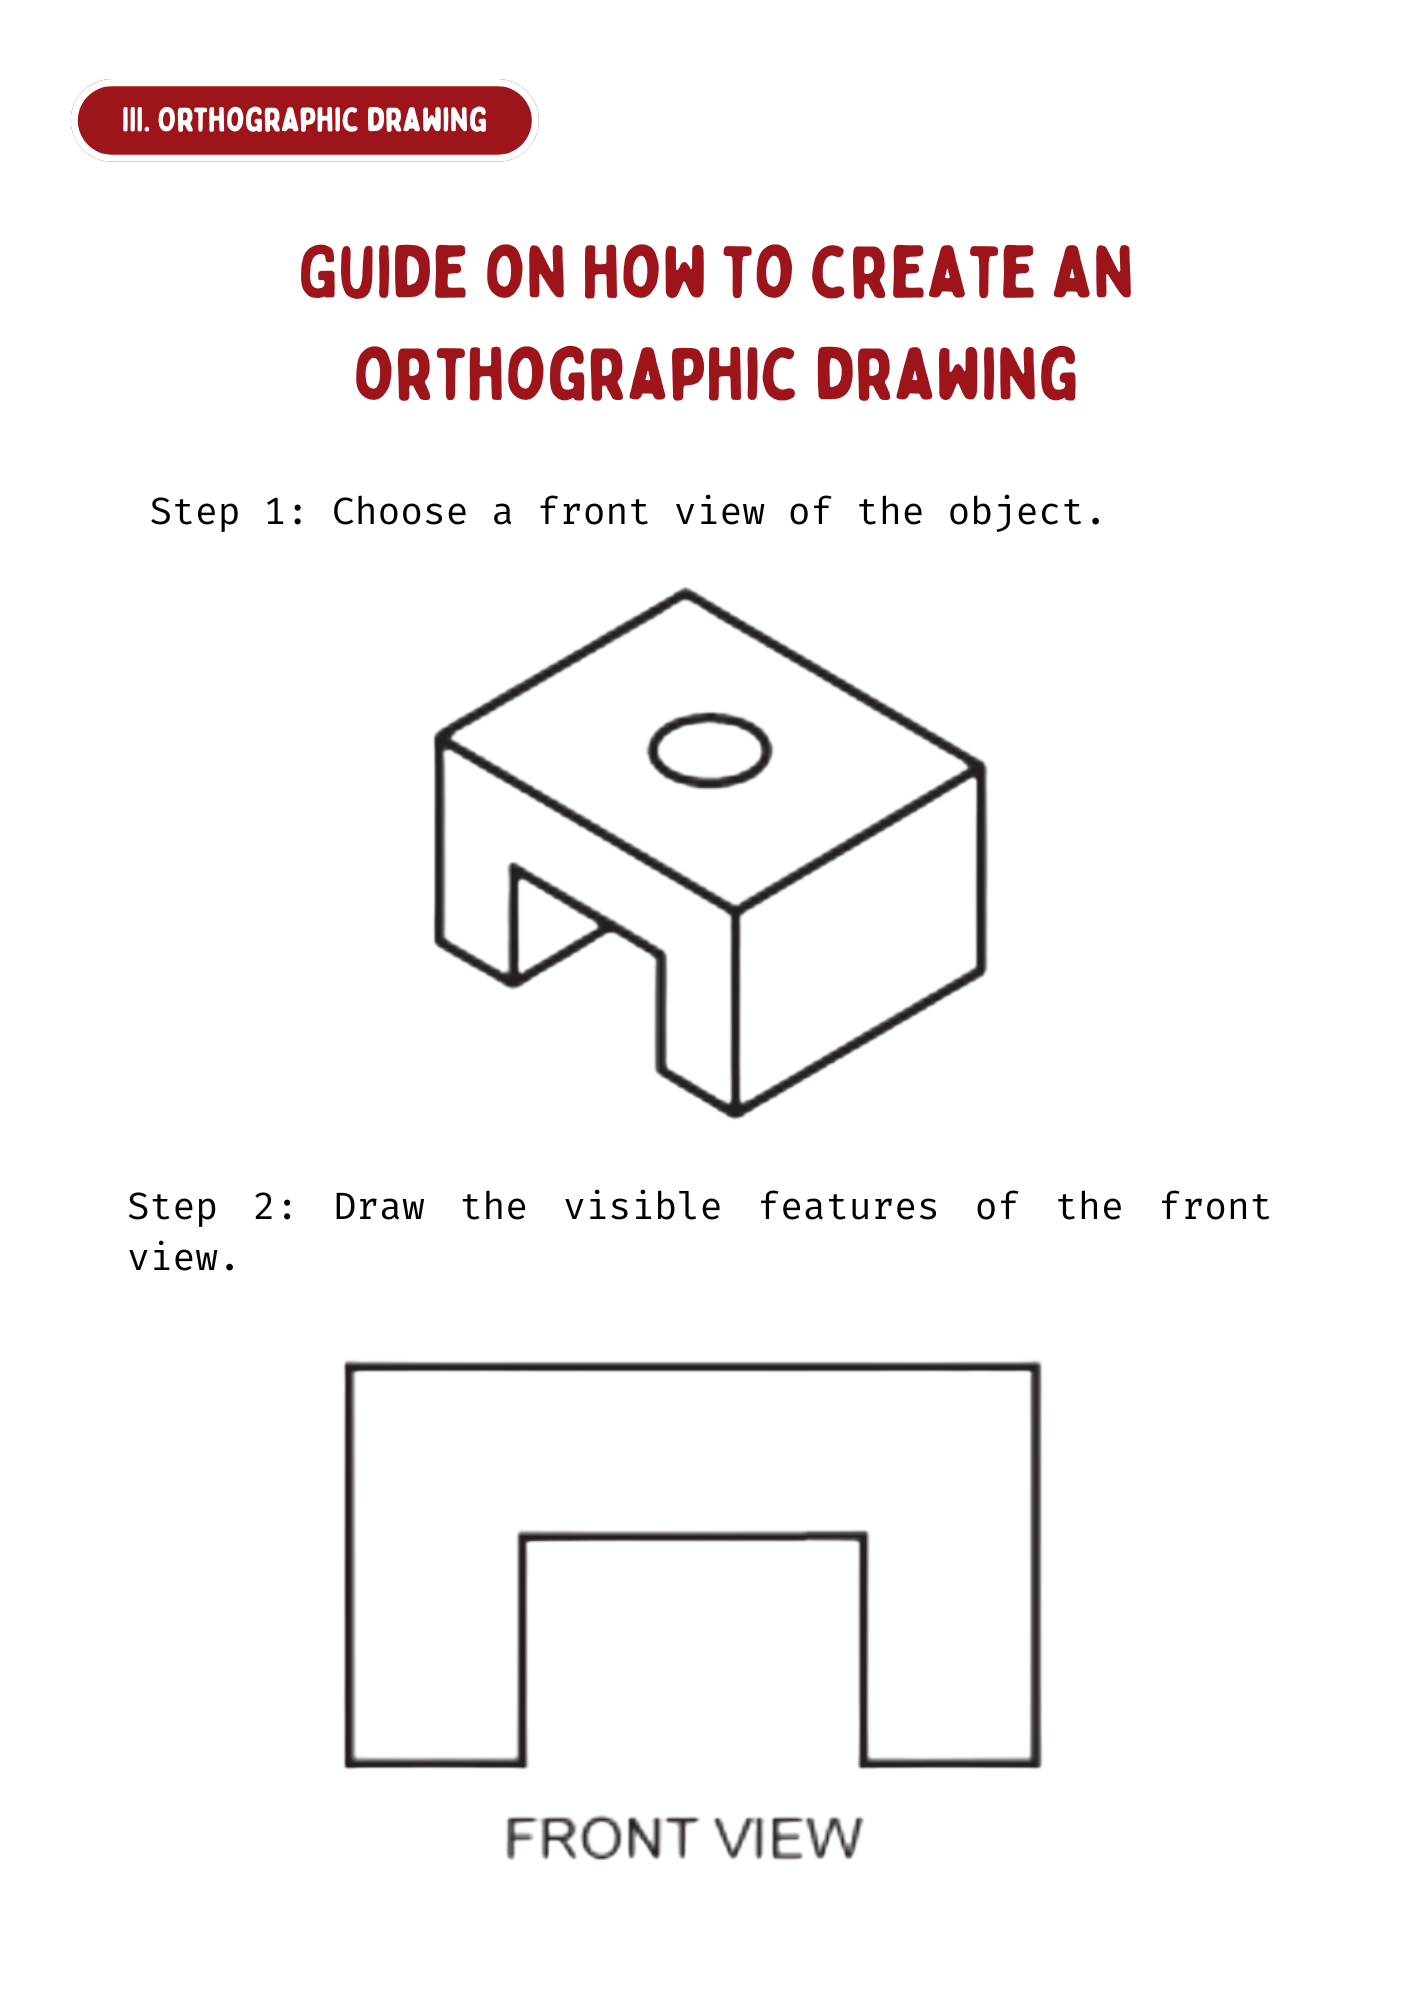 III. ORTHOGRAPHIC DRAWING
GUIDE ON HOW TO CREATE AN
ORTHOGRAPHIC DRAWING
Step 1: Choose a front view of the object.
Step 2: Draw the visible features of the front
view.
FRONT VIEW